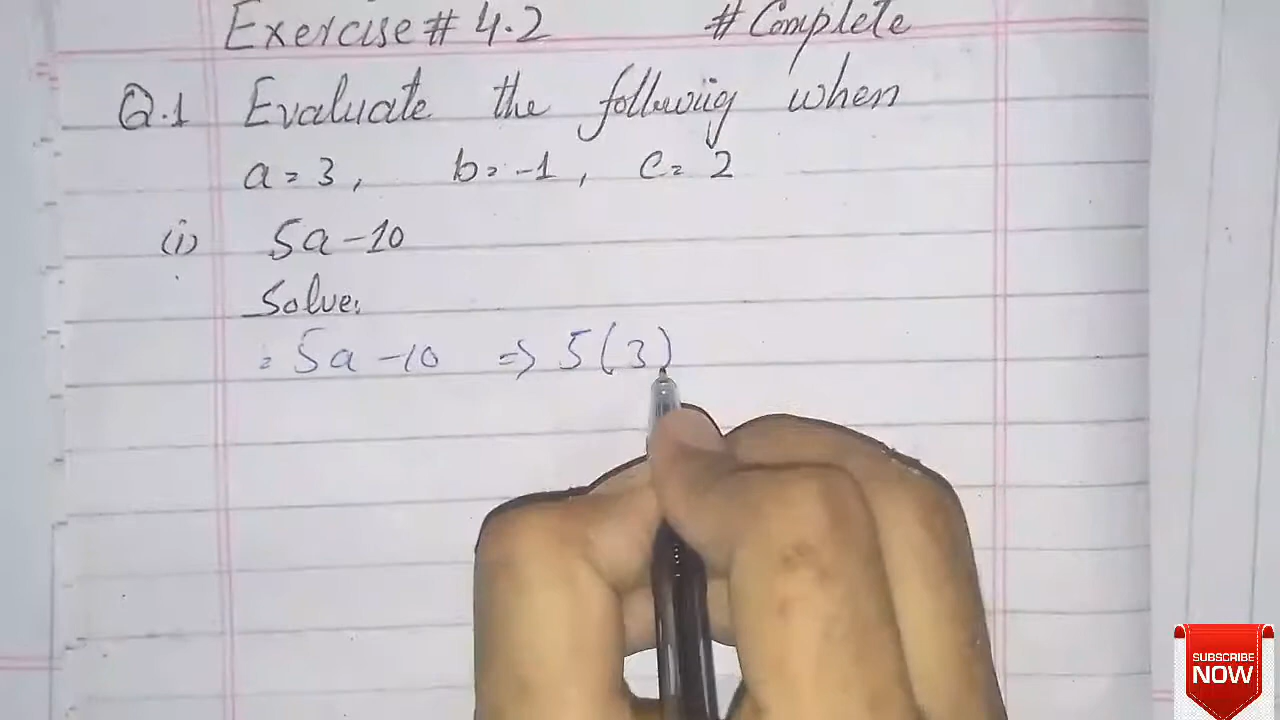 Exercise # 4.2 # Complete
Q.1 Evaluate the following when
a = 3, b = -1, c = 2
(i) 5a - 10
Solve:
= 5a - 10 => 5(3)
SUBSCRIBE
NOW